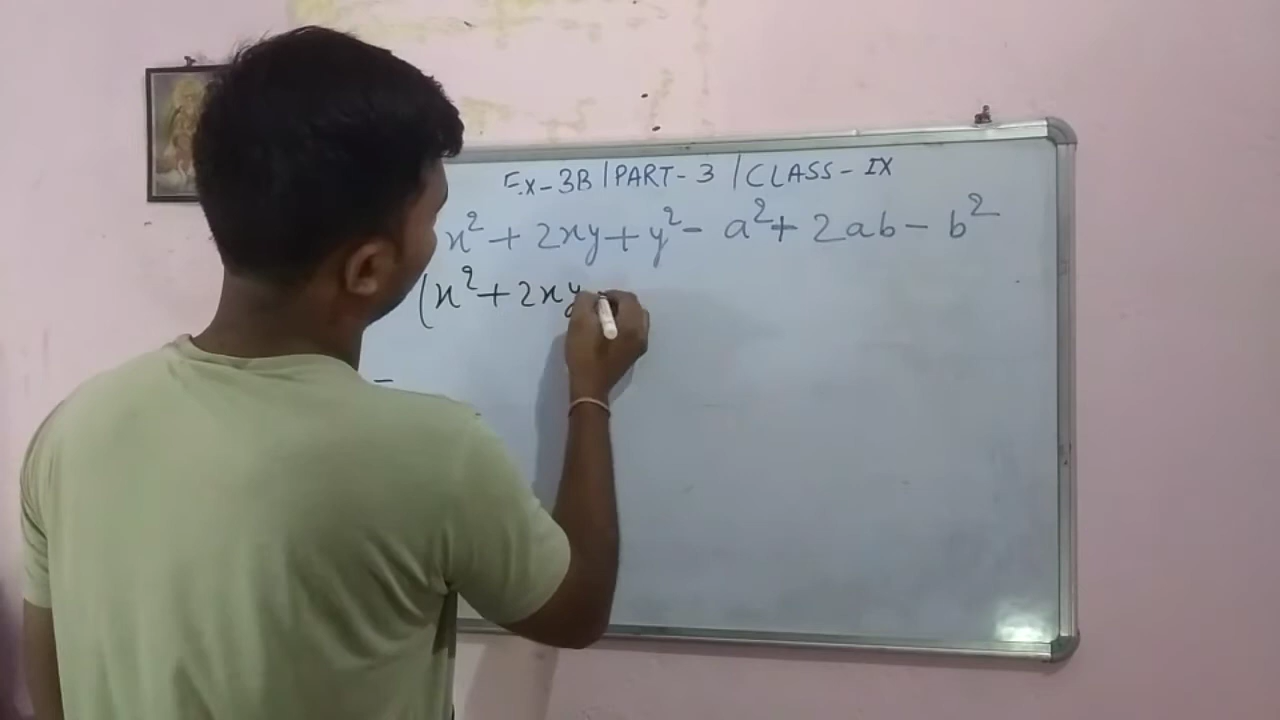 Ex-3B | PART-3 | CLASS-IX
x² + 2xy + y² - a² + 2ab - b²
(x² + 2xy
=